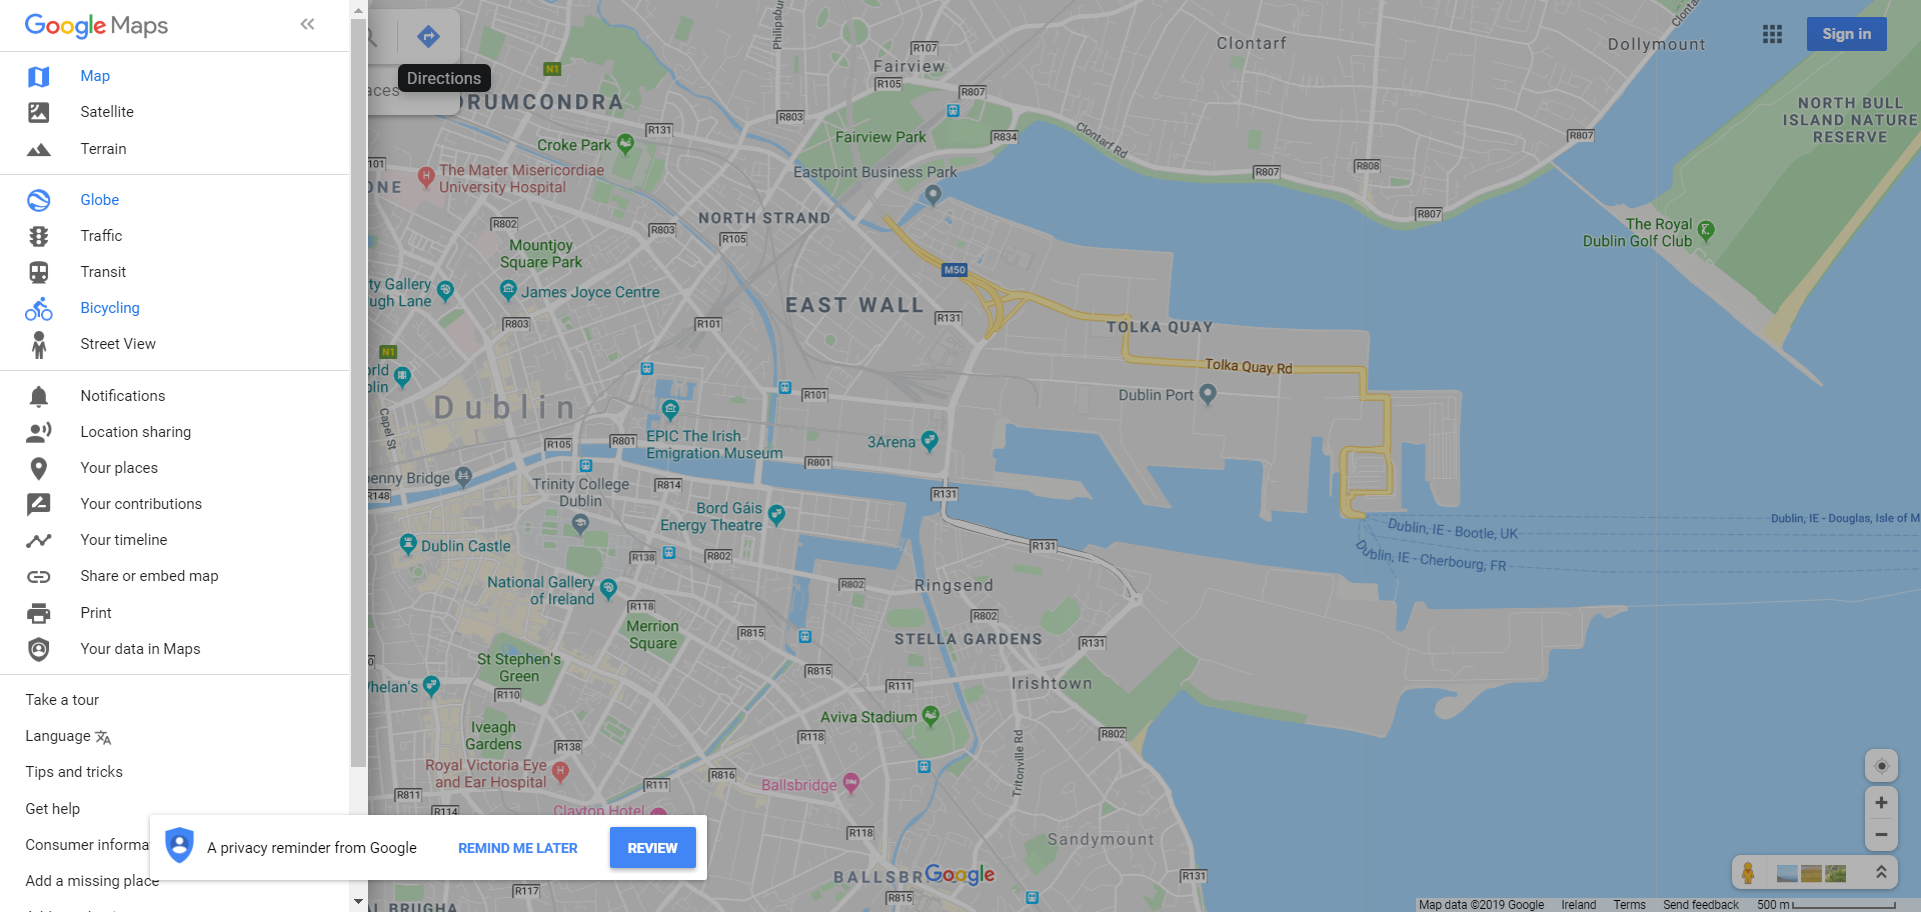 Google Maps
Map
Satellite
Terrain
Globe
Traffic
Transit
Bicycling
Street View
Notifications
Location sharing
Your places
Your contributions
Your timeline
Share or embed map
Print
Your data in Maps
Take a tour
Language
Tips and tricks
Get help
Consumer informa
Add a missing place
A privacy reminder from Google
REMIND ME LATER
REVIEW
Directions
aces
Sign in
Philipsbu
Clontarf
Dollymount
Clonta
R107
Fairview
R105
N1
R807
DRUMCONDRA
NORTH BULL
ISLAND NATURE
RESERVE
R803
R131
Fairview Park
R834
Clontarf Rd
R807
Croke Park
101
R808
The Mater Misericordiae
University Hospital
R807
ONE
Eastpoint Business Park
R807
NORTH STRAND
R802
R803
R105
The Royal
Dublin Golf Club
Mountjoy
Square Park
M50
ty Gallery
ugh Lane
James Joyce Centre
EAST WALL
R131
R803
R101
TOLKA QUAY
N1
Tolka Quay Rd
orld
blin
R101
Dublin Port
Dublin
Capel St
EPIC The Irish
Emigration Museum
3Arena
R105
R801
R801
enny Bridge
R148
Trinity College
Dublin
R814
R131
Bord Gáis
Energy Theatre
Dublin, IE - Douglas, Isle of M
Dublin, IE - Bootle, UK
Dublin, IE - Cherbourg, FR
Dublin Castle
R138
R802
R131
National Gallery
of Ireland
R802
Ringsend
R118
R802
Merrion
Square
R815
STELLA GARDENS
R131
St Stephen's
Green
R815
Irishtown
Whelan's
R110
R111
Aviva Stadium
Iveagh
Gardens
R138
R118
R802
Tritonville Rd
Royal Victoria Eye
and Ear Hospital
R816
R111
Ballsbridge
R811
R114
Clayton Hotel
R118
Sandymount
BALLSBR
Google
R131
R117
R815
AL BRUGHA
Map data ©2019 Google
Ireland
Terms
Send feedback
500 m